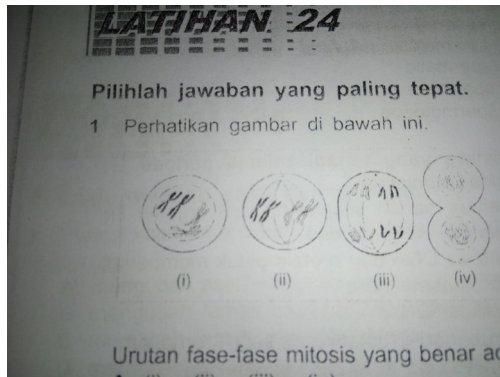 LATIHAN 24
Pilihlah jawaban yang paling tepat.
1 Perhatikan gambar di bawah ini.
(i) (ii) (iii) (iv)
Urutan fase-fase mitosis yang benar